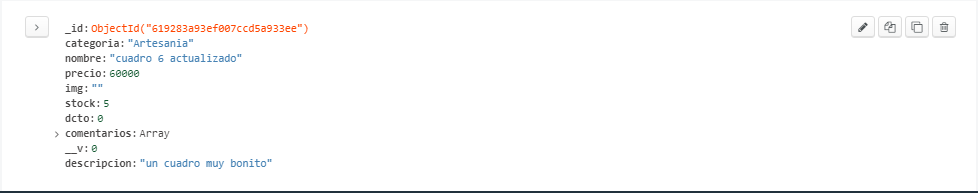 _id: ObjectId("619283a93ef007ccd5a933ee")
categoria: "Artesania"
nombre: "cuadro 6 actualizado"
precio: 60000
img: ""
stock: 5
dcto: 0
comentarios: Array
__v: 0
descripcion: "un cuadro muy bonito"